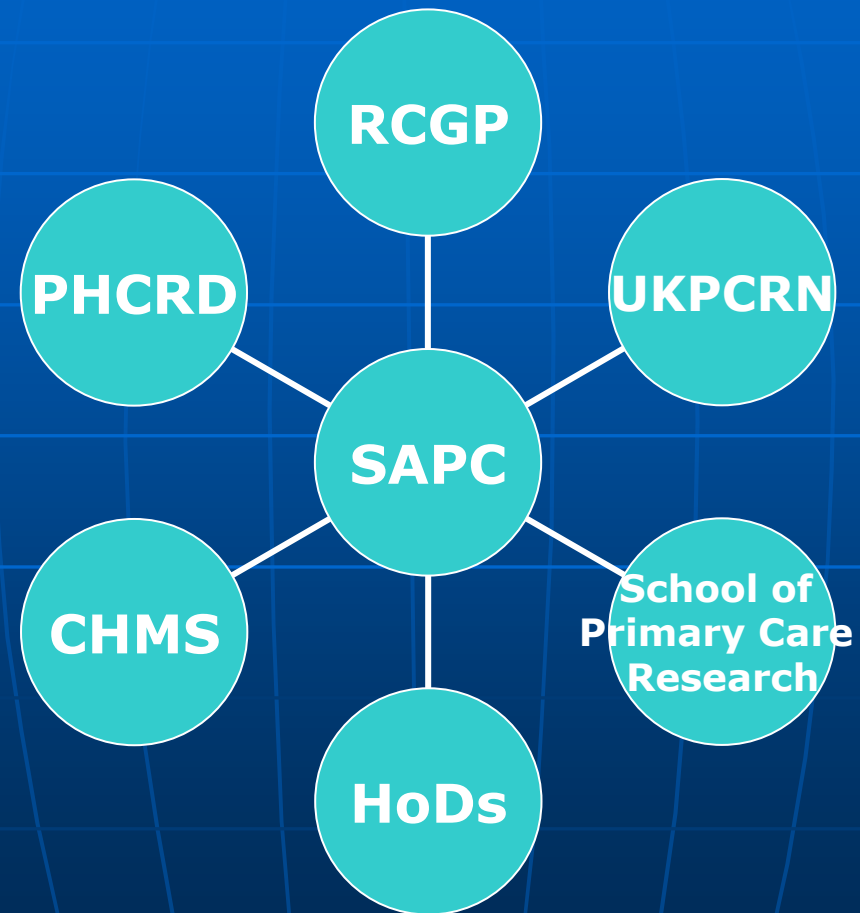 RCGP
PHCRD
UKPCRN
SAPC
CHMS
School of
Primary Care
Research
HoDs